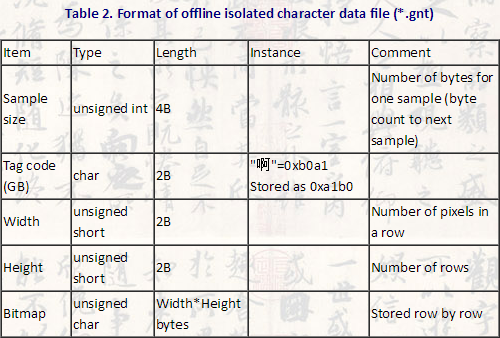 Table 2. Format of offline isolated character data file (*.gnt)
Item Type Length Instance Comment
Sample size unsigned int 4B Number of bytes for one sample (byte count to next sample)
Tag code (GB) char 2B "啊"=0xb0a1 Stored as 0xa1b0
Width unsigned short 2B Number of pixels in a row
Height unsigned short 2B Number of rows
Bitmap unsigned char Width*Height bytes Stored row by row